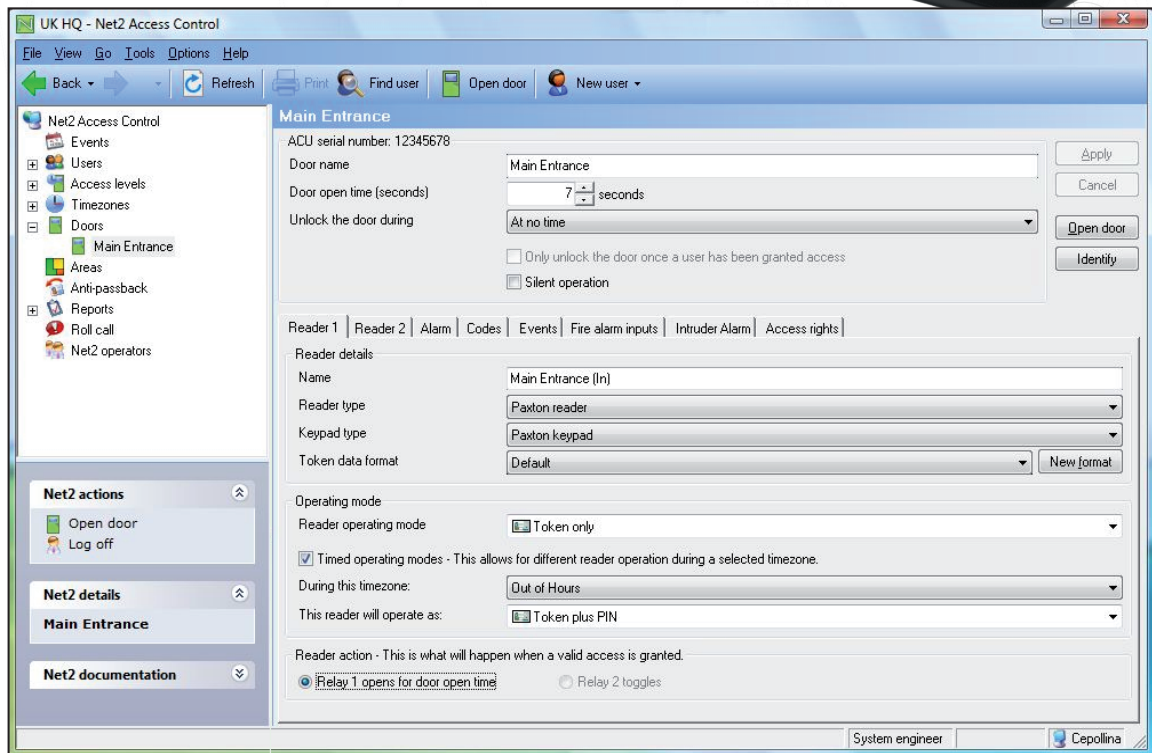 UK HQ - Net2 Access Control
File View Go Tools Options Help
Back Refresh Print Find user Open door New user
Net2 Access Control
Events
Users
Access levels
Timezones
Doors
Main Entrance
Areas
Anti-passback
Reports
Roll call
Net2 operators
Net2 actions
Open door
Log off
Net2 details
Main Entrance
Net2 documentation
Main Entrance
ACU serial number: 12345678
Door name Main Entrance
Door open time (seconds) 7 seconds
Unlock the door during At no time
Only unlock the door once a user has been granted access
Silent operation
Apply
Cancel
Open door
Identify
Reader 1 Reader 2 Alarm Codes Events Fire alarm inputs Intruder Alarm Access rights
Reader details
Name Main Entrance (In)
Reader type Paxton reader
Keypad type Paxton keypad
Token data format Default New format
Operating mode
Reader operating mode Token only
Timed operating modes - This allows for different reader operation during a selected timezone.
During this timezone: Out of Hours
This reader will operate as: Token plus PIN
Reader action - This is what will happen when a valid access is granted.
Relay 1 opens for door open time Relay 2 toggles
System engineer Cepollina